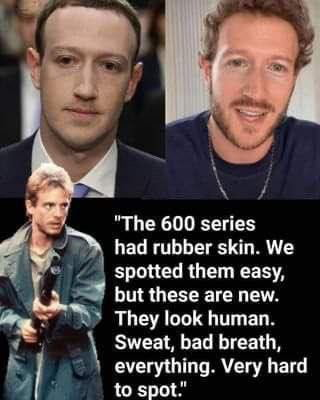 "The 600 series
had rubber skin. We
spotted them easy,
but these are new.
They look human.
Sweat, bad breath,
everything. Very hard
to spot."